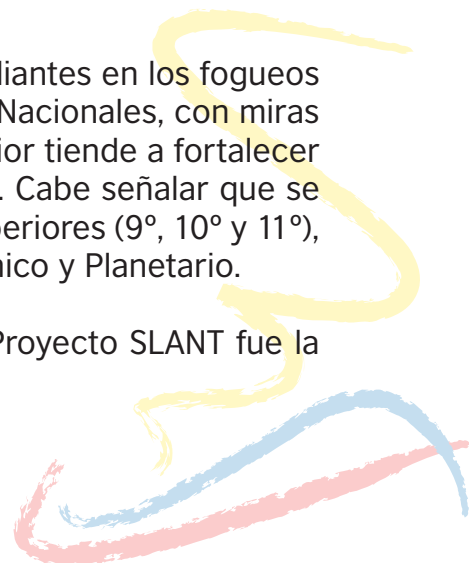 diantes en los fogueos
Nacionales, con miras
ior tiende a fortalecer
. Cabe señalar que se
periores (9º, 10º y 11º),
nico y Planetario.
Proyecto SLANT fue la